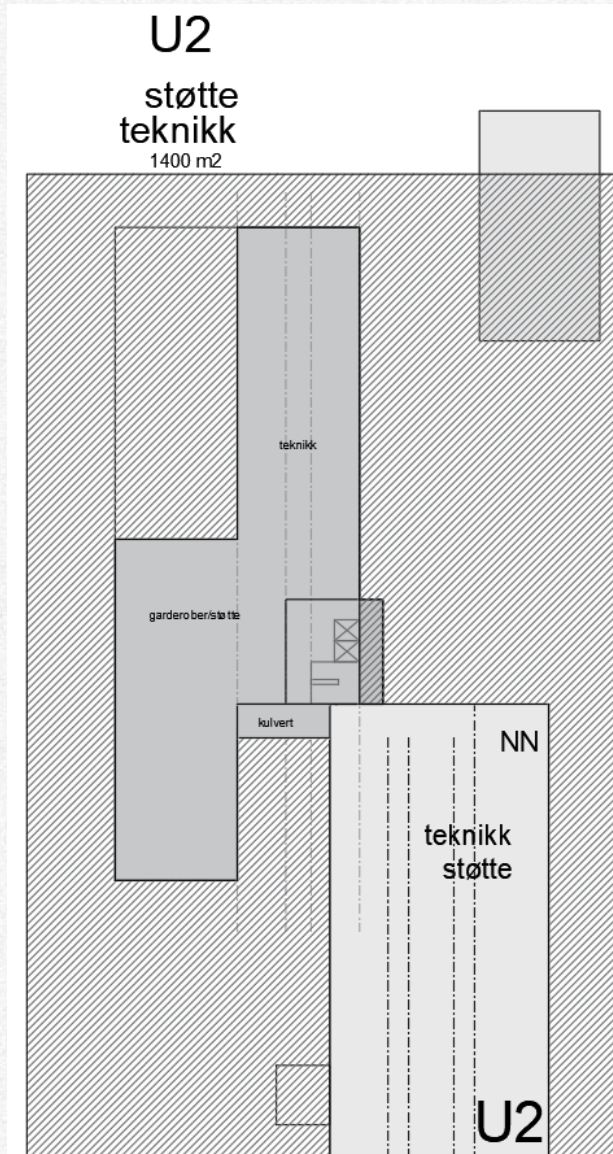 U2
støtte
teknikk
1400 m2
teknikk
garderober/støtte
kulvert
NN
teknikk
støtte
U2